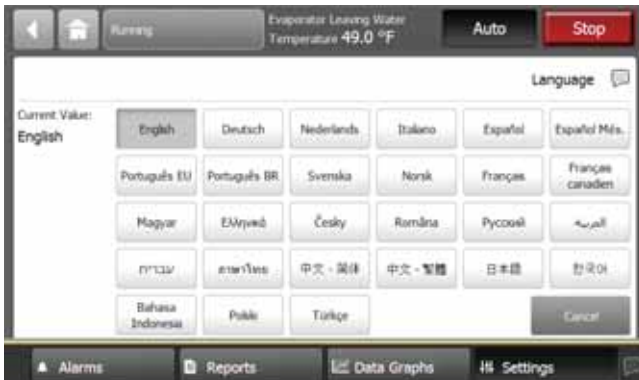 Running
Evaporator Leaving Water
Temperature 49.0 °F
Auto
Stop
Language
Current Value:
English
English
Deutsch
Nederlands
Italiano
Español
Español Méx.
Português EU
Português BR
Svenska
Norsk
Français
Français
canadien
Magyar
Ελληνικά
Česky
Româna
Русский
العربية
עברית
ภาษาไทย
中文 - 简体
中文 - 繁體
日本語
한국어
Bahasa
Indonesia
Polski
Türkçe
Cancel
Alarms
Reports
Data Graphs
Settings